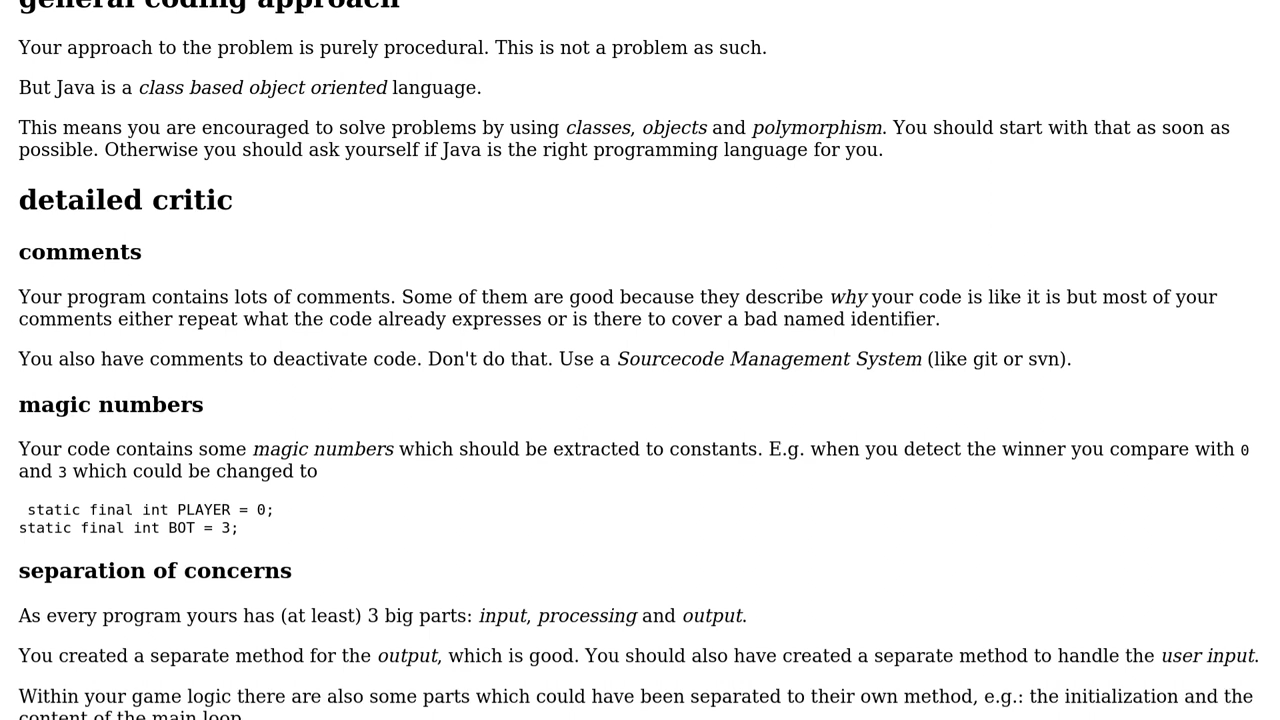 general coding approach
Your approach to the problem is purely procedural. This is not a problem as such.
But Java is a class based object oriented language.
This means you are encouraged to solve problems by using classes, objects and polymorphism. You should start with that as soon as
possible. Otherwise you should ask yourself if Java is the right programming language for you.
detailed critic
comments
Your program contains lots of comments. Some of them are good because they describe why your code is like it is but most of your
comments either repeat what the code already expresses or is there to cover a bad named identifier.
You also have comments to deactivate code. Don't do that. Use a Sourcecode Management System (like git or svn).
magic numbers
Your code contains some magic numbers which should be extracted to constants. E.g. when you detect the winner you compare with 0
and 3 which could be changed to
static final int PLAYER = 0;
static final int BOT = 3;
separation of concerns
As every program yours has (at least) 3 big parts: input, processing and output.
You created a separate method for the output, which is good. You should also have created a separate method to handle the user input.
Within your game logic there are also some parts which could have been separated to their own method, e.g.: the initialization and the
content of the main loop.